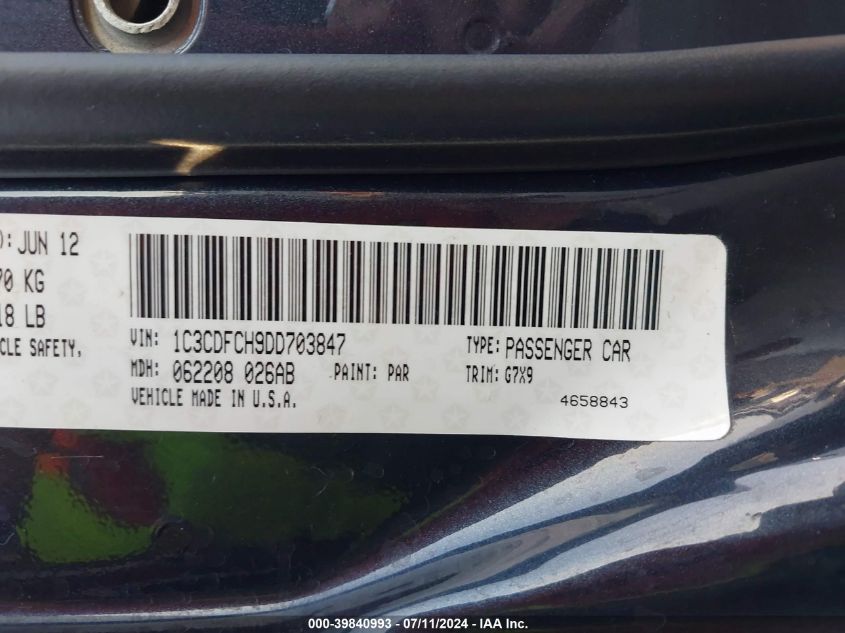 ): JUN 12
70 KG
18 LB
CLE SAFETY,
VIN: 1C3CDFCH9DD703847 TYPE: PASSENGER CAR
MDH: 062208 026AB PAINT: PAR TRIM: G7X9
VEHICLE MADE IN U.S.A. 4658843
000-39840993 - 07/11/2024 - IAA Inc.